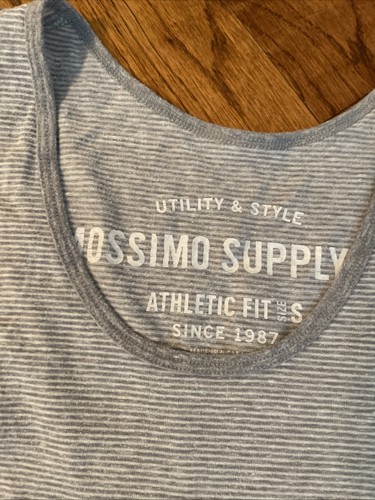 UTILITY & STYLE
MOSSIMO SUPPLY
ATHLETIC FIT SIZE S
SINCE 1987